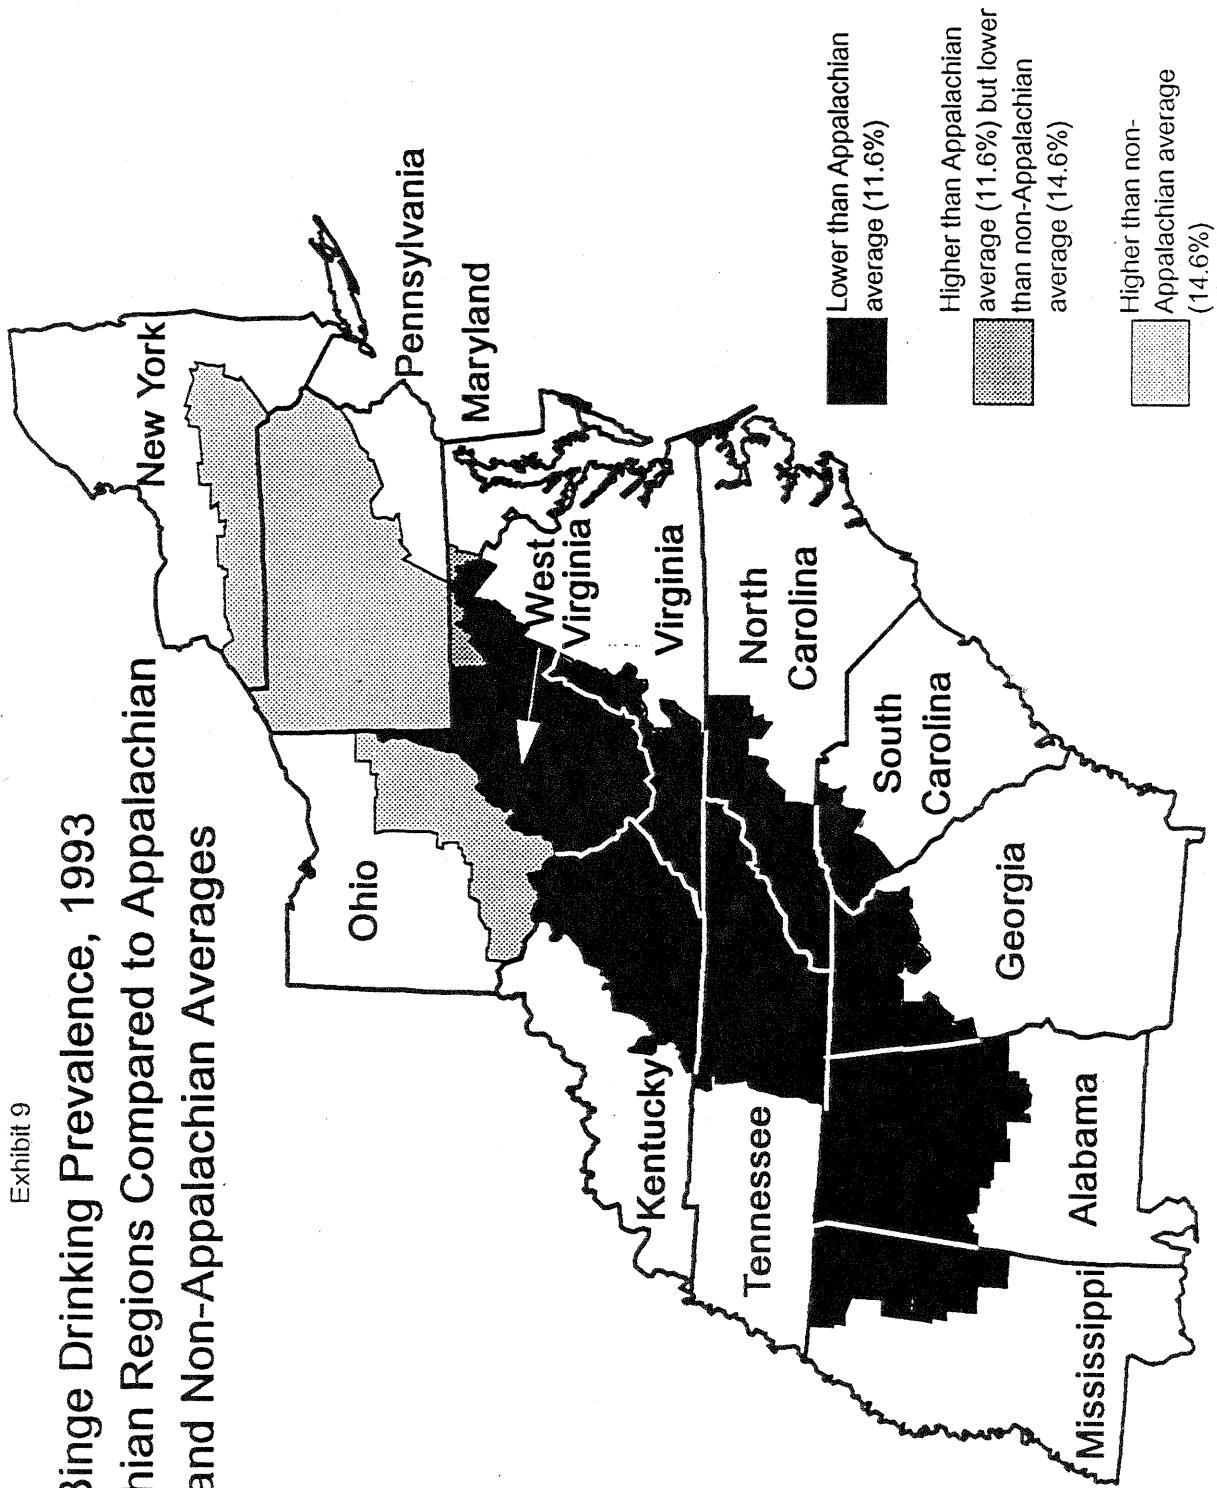 Exhibit 9
Binge Drinking Prevalence, 1993
hian Regions Compared to Appalachian
and Non-Appalachian Averages
New York
Pennsylvania
Maryland
Ohio
West
Virginia
Virginia
Kentucky
North
Carolina
Tennessee
South
Carolina
Georgia
Alabama
Mississippi
Lower than Appalachian
average (11.6%)
Higher than Appalachian
average (11.6%) but lower
than non-Appalachian
average (14.6%)
Higher than non-
Appalachian average
(14.6%)